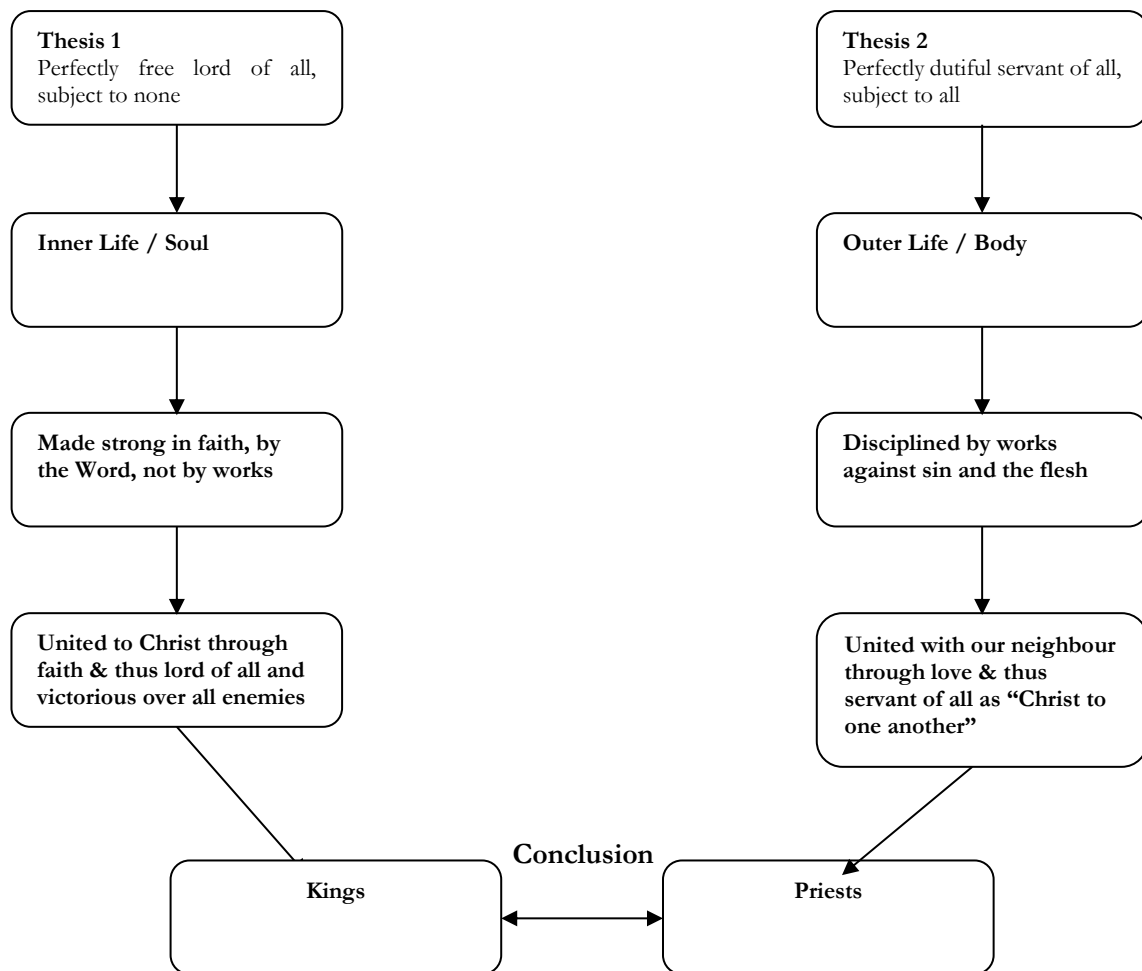 Thesis 1
Perfectly free lord of all,
subject to none
Thesis 2
Perfectly dutiful servant of all,
subject to all
Inner Life / Soul
Outer Life / Body
Made strong in faith, by
the Word, not by works
Disciplined by works
against sin and the flesh
United to Christ through
faith & thus lord of all and
victorious over all enemies
United with our neighbour
through love & thus
servant of all as “Christ to
one another”
Conclusion
Kings
Priests